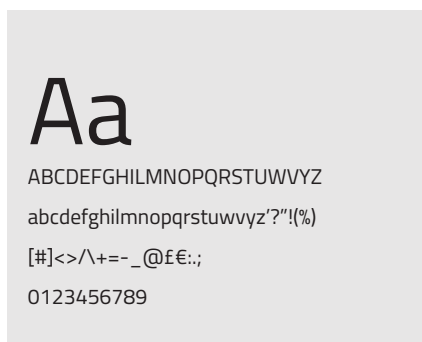 Aa
ABCDEFGHILMNOPQRSTUWVYZ
abcdefghilmnopqrstuwvyz’?”!(%)
[#]<>/\+=-_@£€:.;
0123456789